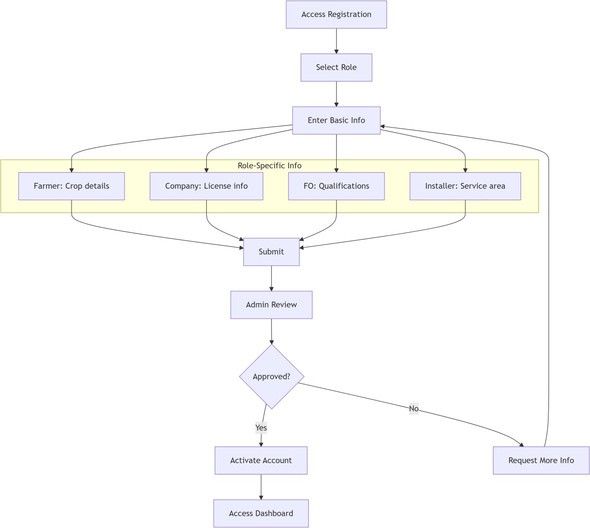 Access Registration
Select Role
Enter Basic Info
Role-Specific Info
Farmer: Crop details
Company: License info
FO: Qualifications
Installer: Service area
Submit
Admin Review
Approved?
No
Yes
Activate Account
Request More Info
Access Dashboard